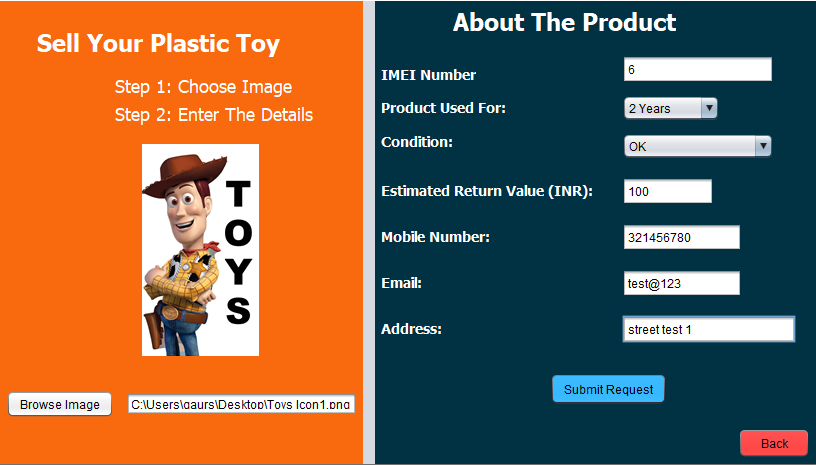 Sell Your Plastic Toy
Step 1: Choose Image
Step 2: Enter The Details
TOYS
Browse Image
C:\Users\gaurs\Desktop\Toys Icon1.png
About The Product
IMEI Number
6
Product Used For:
2 Years
Condition:
OK
Estimated Return Value (INR):
100
Mobile Number:
321456780
Email:
test@123
Address:
street test 1
Submit Request
Back